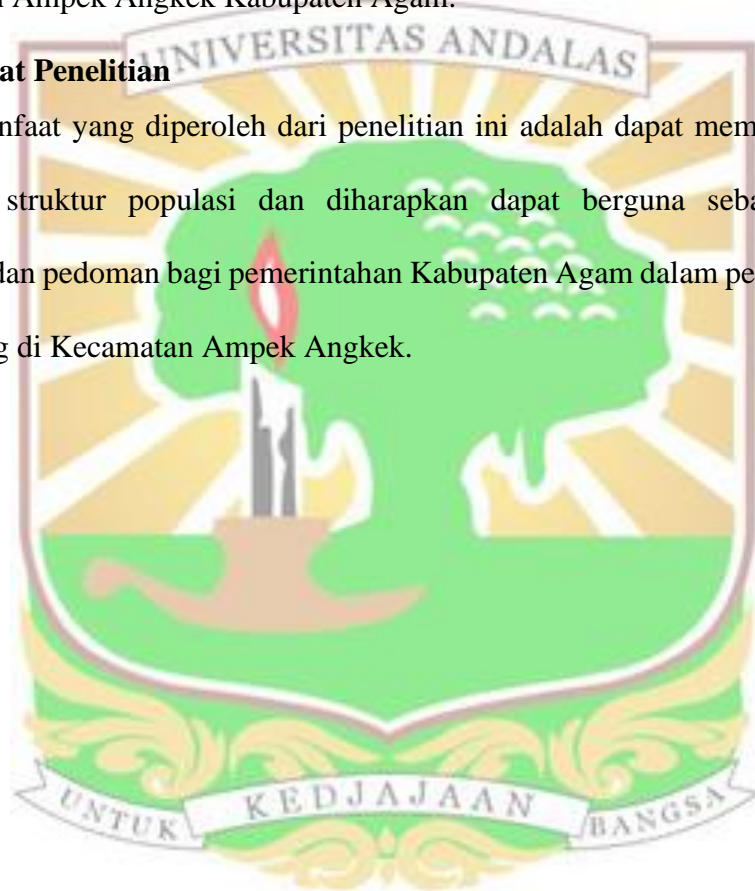 i Ampek Angkek Kabupaten Agam.
UNIVERSITAS ANDALAS
at Penelitian
nfaat yang diperoleh dari penelitian ini adalah dapat mem
struktur populasi dan diharapkan dapat berguna seba
dan pedoman bagi pemerintahan Kabupaten Agam dalam pe
g di Kecamatan Ampek Angkek.
UNTUK KEDJAJAAN BANGSA